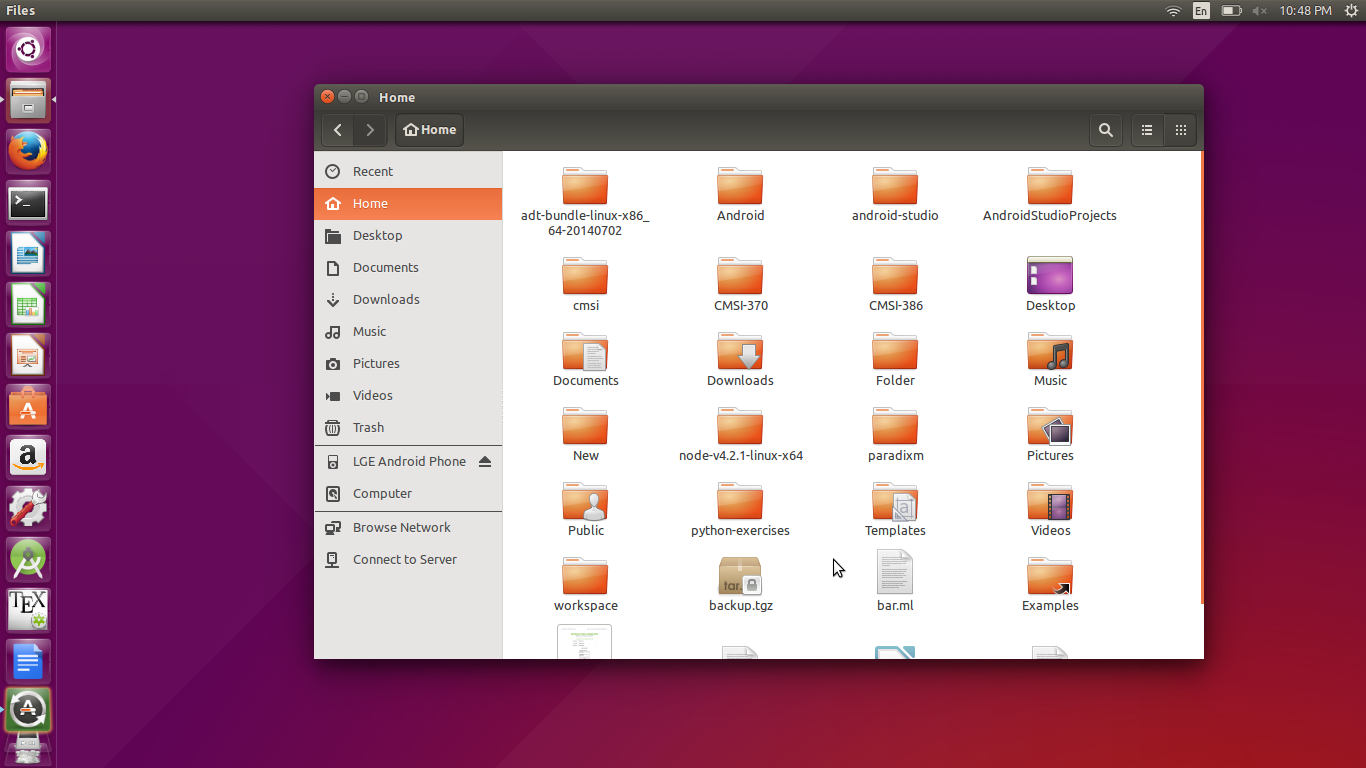 Files
En
10:48 PM
Home
Home
Recent
Home
Desktop
Documents
Downloads
Music
Pictures
Videos
Trash
LGE Android Phone
Computer
Browse Network
Connect to Server
adt-bundle-linux-x86_
64-20140702
Android
android-studio
AndroidStudioProjects
cmsi
CMSI-370
CMSI-386
Desktop
Documents
Downloads
Folder
Music
New
node-v4.2.1-linux-x64
paradixm
Pictures
Public
python-exercises
Templates
Videos
workspace
tar.
backup.tgz
bar.ml
Examples
TEX